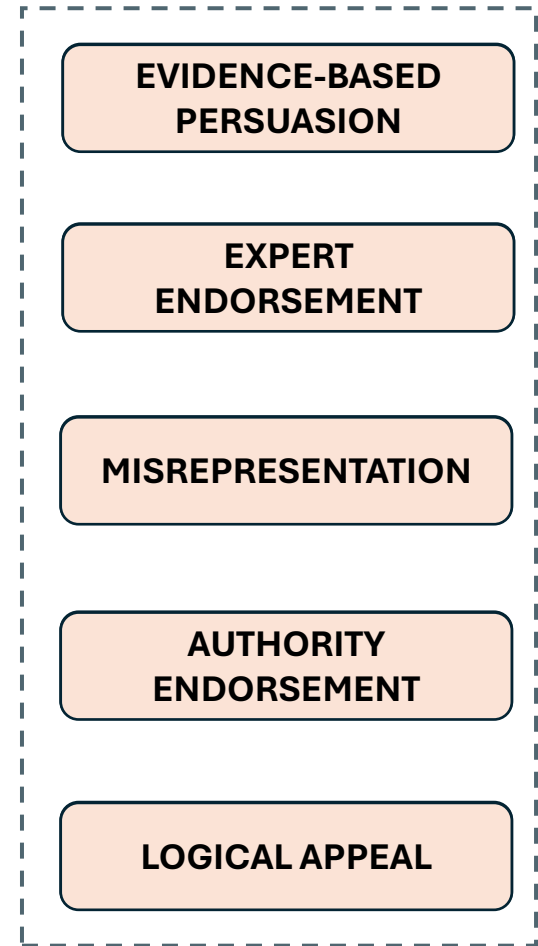 EVIDENCE-BASED
PERSUASION
EXPERT
ENDORSEMENT
MISREPRESENTATION
AUTHORITY
ENDORSEMENT
LOGICAL APPEAL